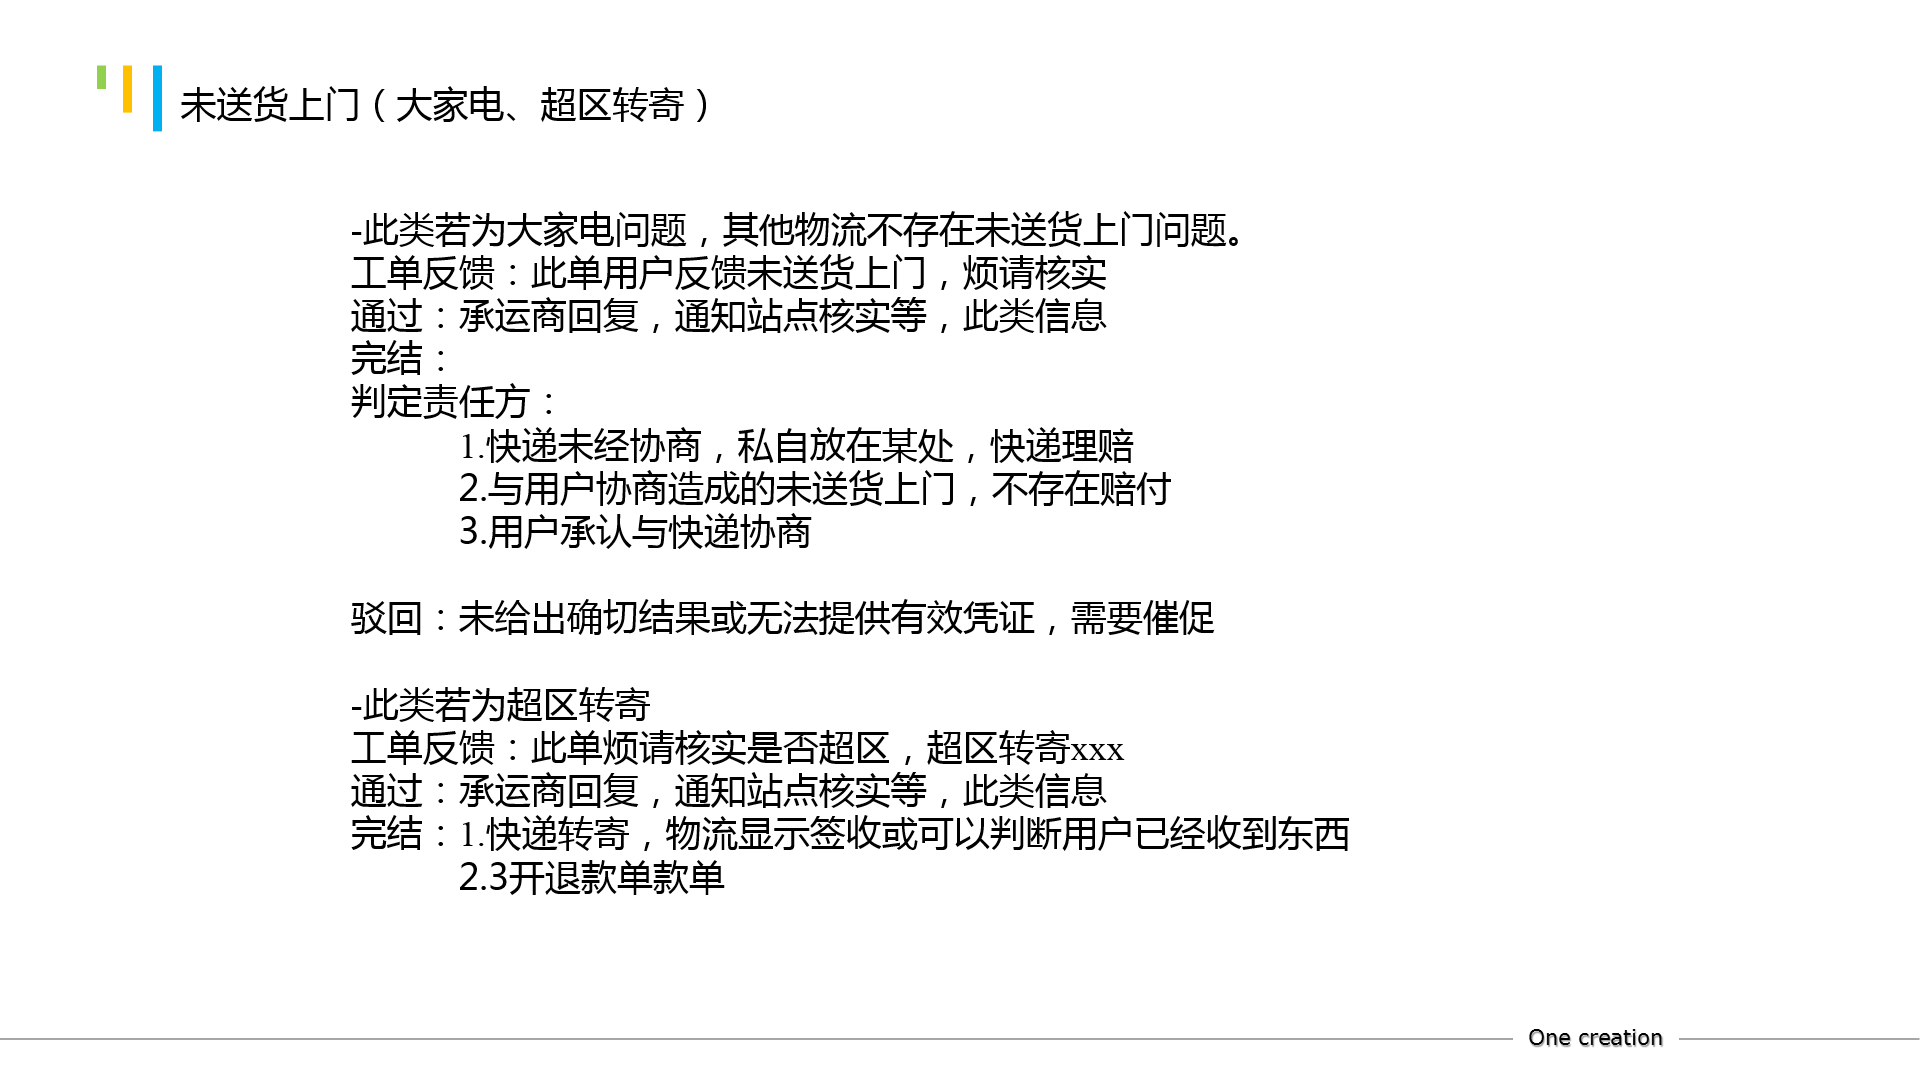 未送货上门（大家电、超区转寄）
-此类若为大家电问题，其他物流不存在未送货上门问题。
工单反馈：此单用户反馈未送货上门，烦请核实
通过：承运商回复，通知站点核实等，此类信息
完结：
判定责任方：
1.快递未经协商，私自放在某处，快递理赔
2.与用户协商造成的未送货上门，不存在赔付
3.用户承认与快递协商
驳回：未给出确切结果或无法提供有效凭证，需要催促
-此类若为超区转寄
工单反馈：此单烦请核实是否超区，超区转寄xxx
通过：承运商回复，通知站点核实等，此类信息
完结：1.快递转寄，物流显示签收或可以判断用户已经收到东西
2.3开退款单款单
One creation